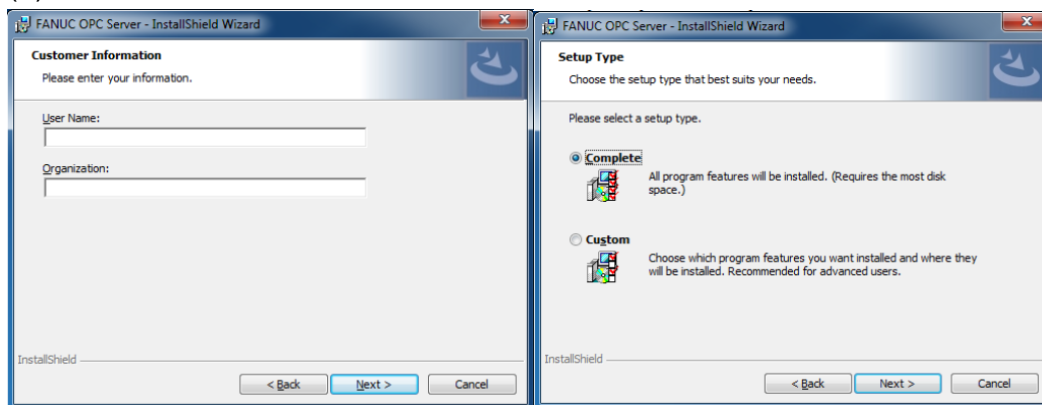 FANUC OPC Server - InstallShield Wizard
Customer Information
Please enter your information.
User Name:
Organization:
InstallShield
< Back
Next >
Cancel
FANUC OPC Server - InstallShield Wizard
Setup Type
Choose the setup type that best suits your needs.
Please select a setup type.
Complete
All program features will be installed. (Requires the most disk
space.)
Custom
Choose which program features you want installed and where they
will be installed. Recommended for advanced users.
InstallShield
< Back
Next >
Cancel